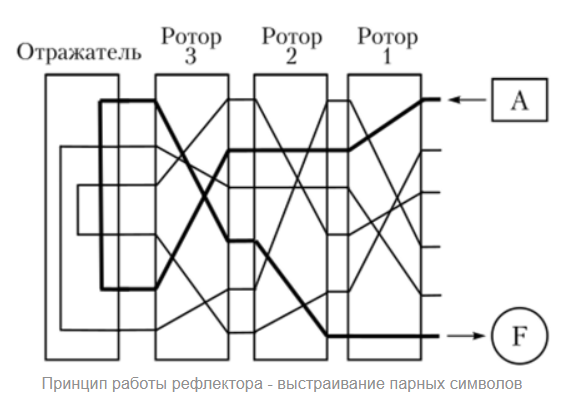 Отражатель
Ротор 3
Ротор 2
Ротор 1
A
F
Принцип работы рефлектора - выстраивание парных символов